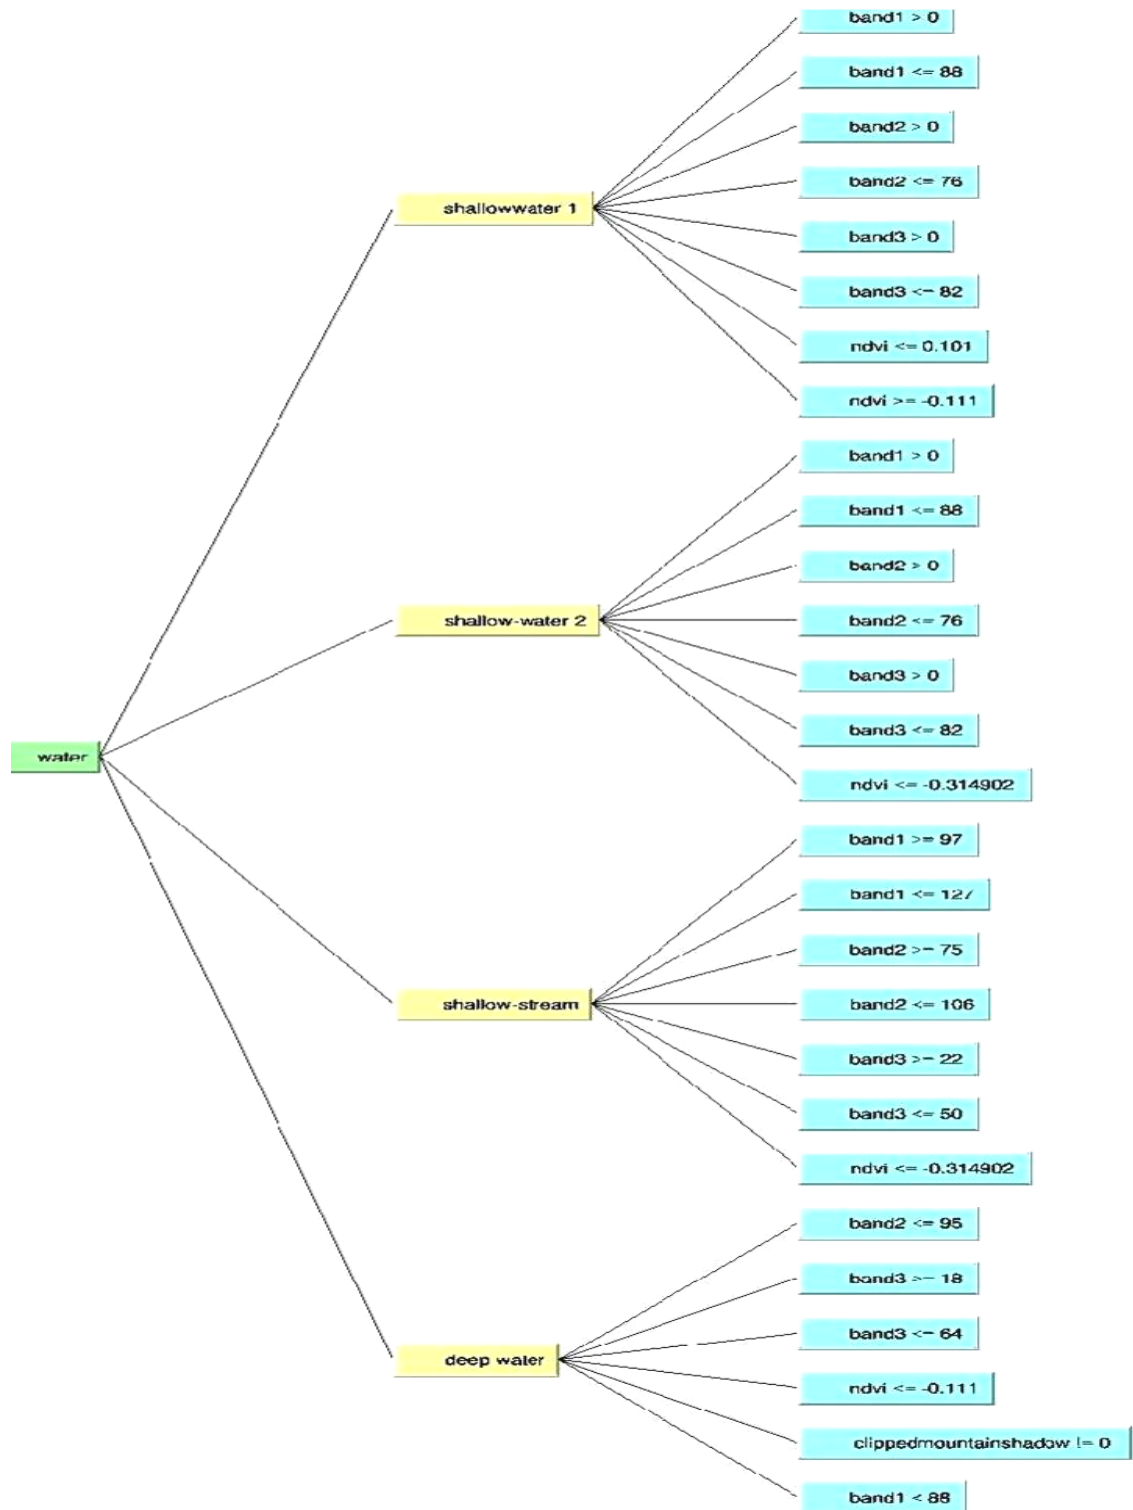 water
shallowwater 1
band1 > 0
band1 <= 88
band2 > 0
band2 <= 76
band3 > 0
band3 <= 82
ndvi <= 0.101
ndvi >= -0.111
shallow-water 2
band1 > 0
band1 <= 88
band2 > 0
band2 <= 76
band3 > 0
band3 <= 82
ndvi <= -0.314902
shallow-stream
band1 >= 97
band1 <= 127
band2 >= 75
band2 <= 106
band3 >= 22
band3 <= 50
ndvi <= -0.314902
deep water
band2 <= 95
band3 >= 18
band3 <= 64
ndvi <= -0.111
clippedmountainshadow != 0
band1 < 88